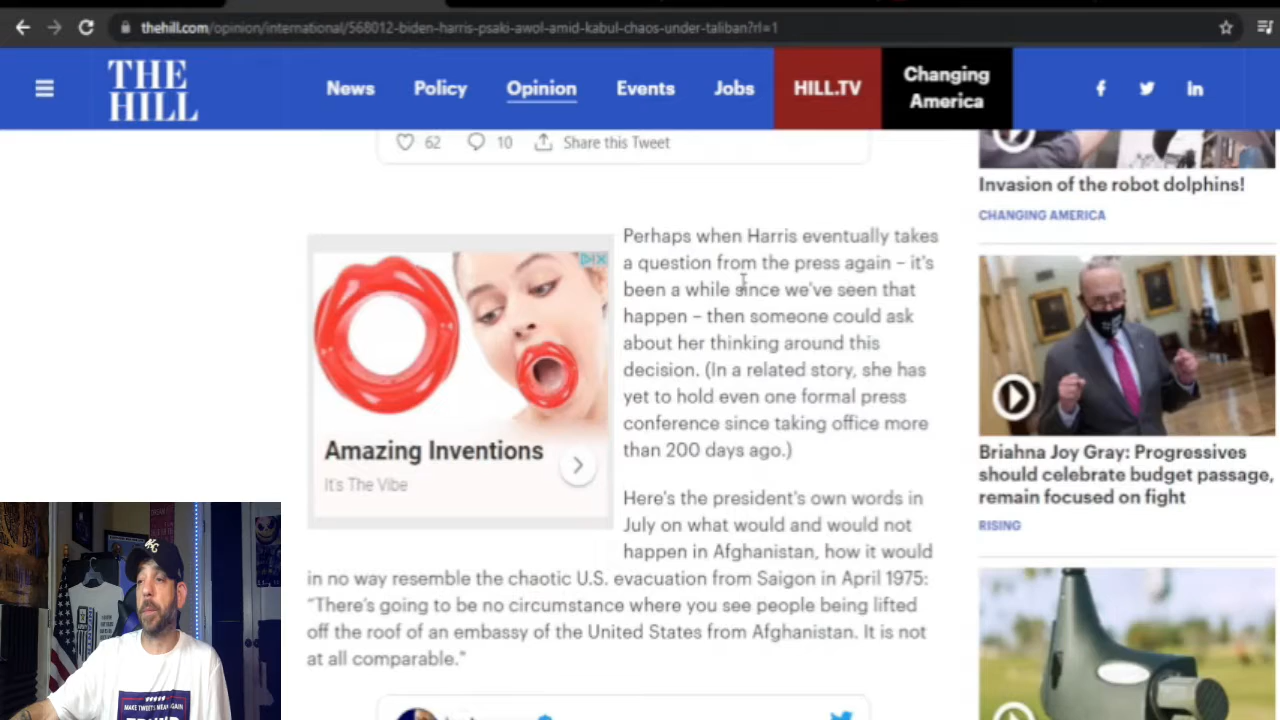 thehill.com/opinion/international/568012-biden-harris-psaki-awol-amid-kabul-chaos-under-taliban?rl=1
THE
HILL
News
Policy
Opinion
Events
Jobs
HILL.TV
Changing
America
62
10
Share this Tweet
Invasion of the robot dolphins!
CHANGING AMERICA
Perhaps when Harris eventually takes
a question from the press again – it's
been a while since we've seen that
happen – then someone could ask
about her thinking around this
decision. (In a related story, she has
yet to hold even one formal press
conference since taking office more
than 200 days ago.)
Amazing Inventions
It's The Vibe
Here's the president's own words in
July on what would and would not
happen in Afghanistan, how it would
in no way resemble the chaotic U.S. evacuation from Saigon in April 1975:
“There's going to be no circumstance where you see people being lifted
off the roof of an embassy of the United States from Afghanistan. It is not
at all comparable.”
Briahna Joy Gray: Progressives
should celebrate budget passage,
remain focused on fight
RISING
KC
MAKE TWEETS MEAN AGAIN